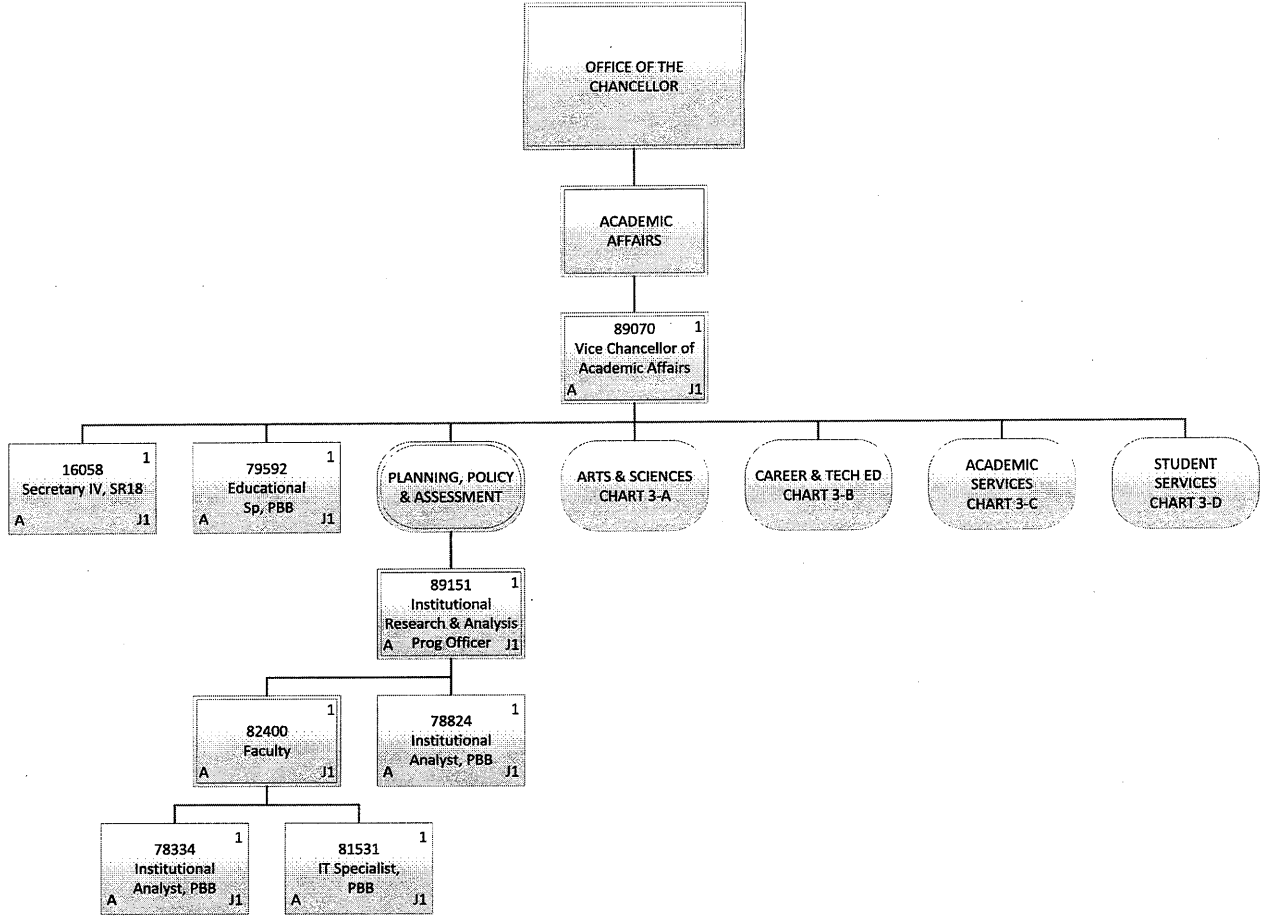 OFFICE OF THE
CHANCELLOR
ACADEMIC
AFFAIRS
89070 1
Vice Chancellor of
Academic Affairs
A J1
16058 1
Secretary IV, SR18
A J1
79592 1
Educational
Sp, PBB
A J1
PLANNING, POLICY
& ASSESSMENT
ARTS & SCIENCES
CHART 3-A
CAREER & TECH ED
CHART 3-B
ACADEMIC
SERVICES
CHART 3-C
STUDENT
SERVICES
CHART 3-D
89151 1
Institutional
Research & Analysis
Prog Officer
A J1
82400 1
Faculty
A J1
78824 1
Institutional
Analyst, PBB
A J1
78334 1
Institutional
Analyst, PBB
A J1
81531 1
IT Specialist,
PBB
A J1